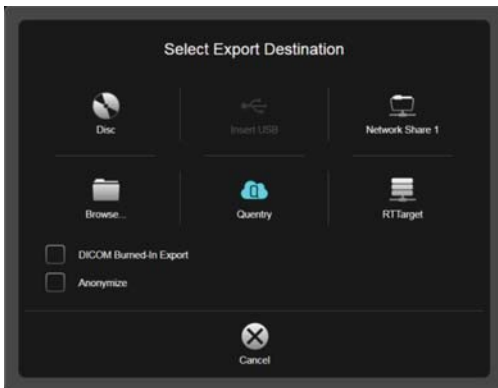 Select Export Destination
Disc
Insert USB
Network Share 1
Browse...
Quentry
RTTarget
DICOM Burned-In Export
Anonymize
Cancel